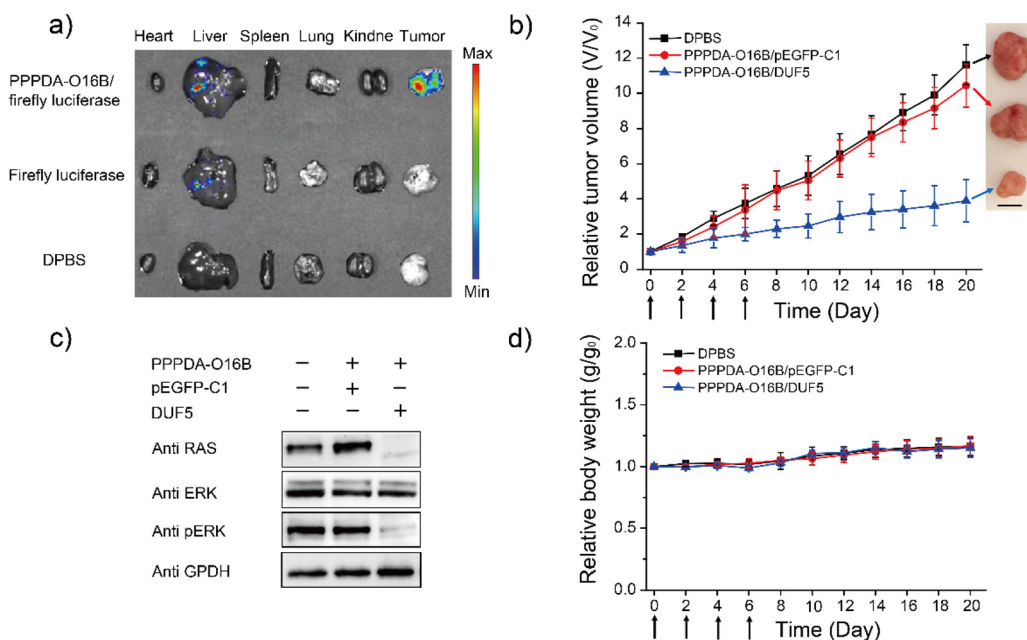 a)
Heart Liver Spleen Lung Kindne Tumor
PPPDA-O16B/
firefly luciferase
Firefly luciferase
DPBS
Max
Min
b)
Relative tumor volume (V/V₀)
14
12
10
8
6
4
2
0
DPBS
PPPDA-O16B/pEGFP-C1
PPPDA-O16B/DUF5
0 2 4 6 8 10 12 14 16 18 20
Time (Day)
c)
PPPDA-O16B − + +
pEGFP-C1 − + −
DUF5 − − +
Anti RAS
Anti ERK
Anti pERK
Anti GPDH
d)
Relative body weight (g/g₀)
2.0
1.5
1.0
0.5
0.0
DPBS
PPPDA-O16B/pEGFP-C1
PPPDA-O16B/DUF5
0 2 4 6 8 10 12 14 16 18 20
Time (Day)